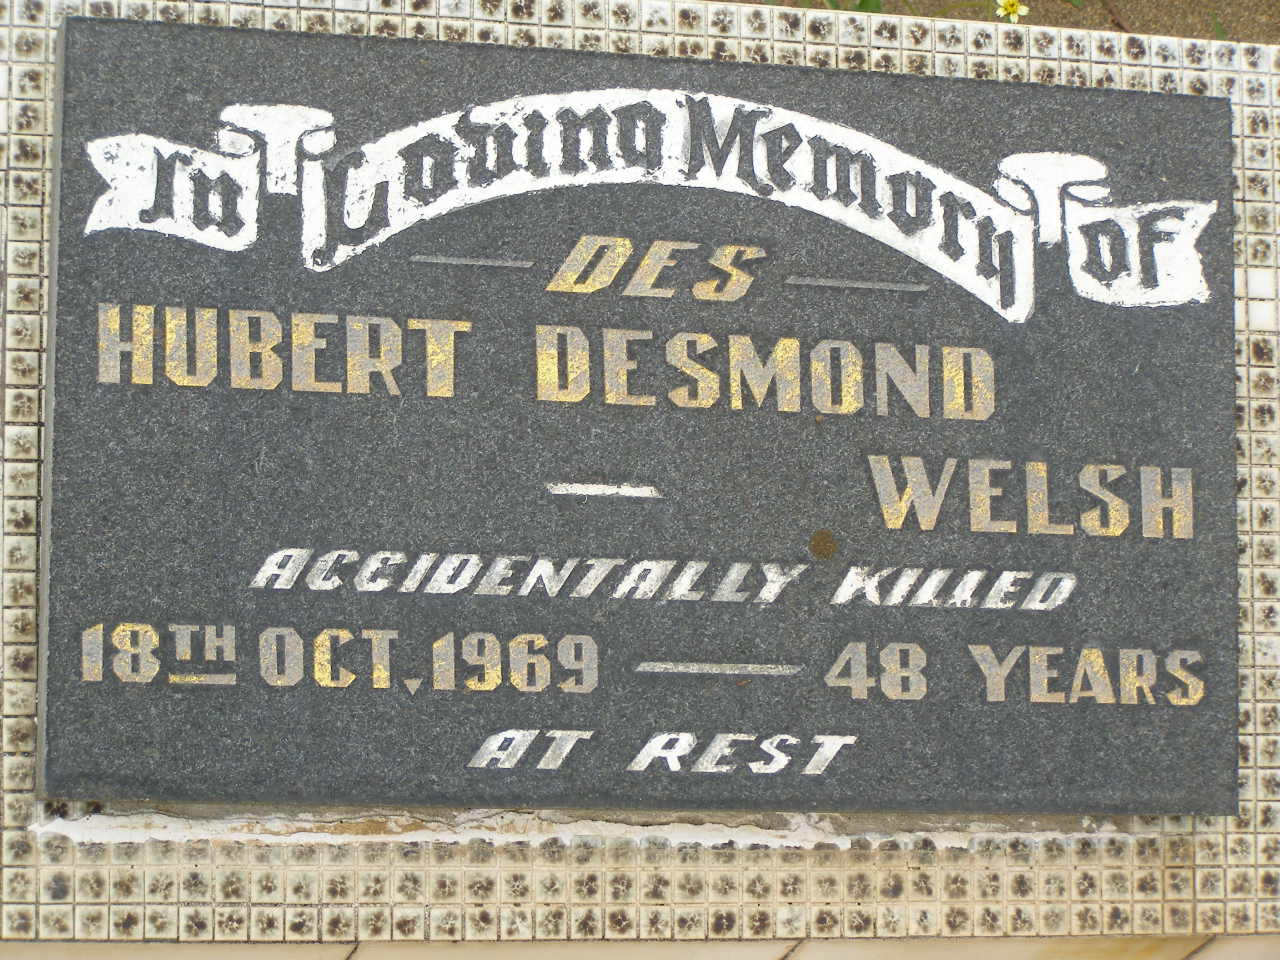 In Loving Memory of
— DES —
HUBERT DESMOND
WELSH
—
ACCIDENTALLY KILLED
18TH OCT. 1969 — 48 YEARS
AT REST